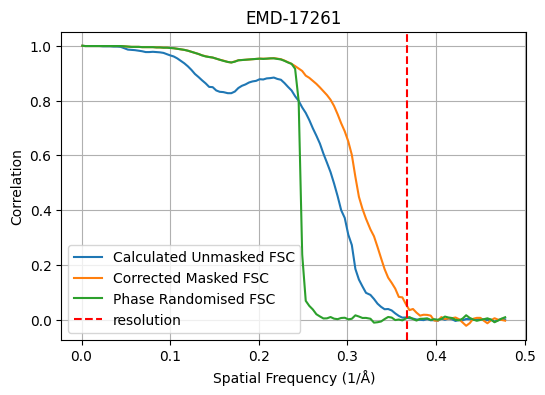 EMD-17261
1.0
0.8
0.6
0.4
0.2
0.0
Correlation
Calculated Unmasked FSC
Corrected Masked FSC
Phase Randomised FSC
resolution
0.0 0.1 0.2 0.3 0.4 0.5
Spatial Frequency (1/Å)